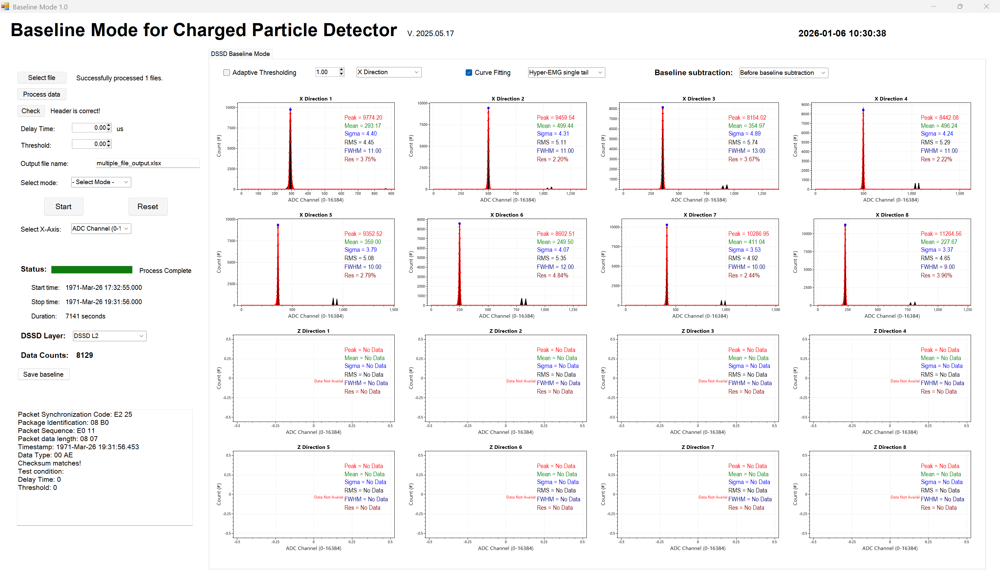 Baseline Mode 1.0
Baseline Mode for Charged Particle Detector V. 2025.05.17
2026-01-06 10:30:38
DSSD Baseline Mode
Adaptive Thresholding 1.00 X Direction Curve Fitting Hyper-EMG single tail Baseline subtraction: Before baseline subtraction
Select file Successfully processed 1 files.
Process data
Check Header is correct!
Delay Time: 0.00 us
Threshold: 0.00
Output file name: multiple_file_output.xlsx
Select mode: - Select Mode -
Start Reset
Select X-Axis: ADC Channel (0-1
Status: Process Complete
Start time: 1971-Mar-26 17:32:55.000
Stop time: 1971-Mar-26 19:31:56.000
Duration: 7141 seconds
DSSD Layer: DSSD L2
Data Counts: 8129
Save baseline
Packet Synchronization Code: E2 25
Package Identification: 08 B0
Packet Sequence: E0 11
Packet data length: 08 07
Timestamp: 1971-Mar-26 19:31:56.453
Data Type: 00 AE
Checksum matches!
Test condition:
Delay Time: 0
Threshold: 0
X Direction 1
Count (#)
10000
7500
5000
2500
0
Peak = 9774.20
Mean = 293.17
Sigma = 4.40
RMS = 4.45
FWHM = 11.00
Res = 3.75%
0 100 200 300 400 500 600 700 800 900
ADC Channel (0-16384)
X Direction 2
Count (#)
10000
7500
5000
2500
0
Peak = 9459.54
Mean = 499.44
Sigma = 4.31
RMS = 5.11
FWHM = 11.00
Res = 2.20%
0 250 500 750 1,000 1,250
ADC Channel (0-16384)
X Direction 3
Count (#)
8000
7000
6000
5000
4000
3000
2000
1000
0
Peak = 8154.02
Mean = 354.97
Sigma = 4.89
RMS = 5.74
FWHM = 13.00
Res = 3.67%
0 250 500 750 1,000 1,250
ADC Channel (0-16384)
X Direction 4
Count (#)
9000
8000
7000
6000
5000
4000
3000
2000
1000
0
Peak = 8442.08
Mean = 496.24
Sigma = 4.24
RMS = 5.29
FWHM = 11.00
Res = 2.22%
0 500 1,000 1,500
ADC Channel (0-16384)
X Direction 5
Count (#)
10000
7500
5000
2500
0
Peak = 9352.52
Mean = 359.00
Sigma = 3.79
RMS = 5.08
FWHM = 10.00
Res = 2.79%
0 500 1,000 1,500
ADC Channel (0-16384)
X Direction 6
Count (#)
9000
8000
7000
6000
5000
4000
3000
2000
1000
0
Peak = 8602.51
Mean = 249.50
Sigma = 4.07
RMS = 5.35
FWHM = 12.00
Res = 4.84%
0 250 500 750 1,000 1,250
ADC Channel (0-16384)
X Direction 7
Count (#)
10000
7500
5000
2500
0
Peak = 10286.95
Mean = 411.04
Sigma = 3.53
RMS = 4.92
FWHM = 10.00
Res = 2.44%
0 500 1,000 1,500
ADC Channel (0-16384)
X Direction 8
Count (#)
10000
7500
5000
2500
0
Peak = 11264.56
Mean = 227.67
Sigma = 3.37
RMS = 4.65
FWHM = 9.00
Res = 3.96%
0 250 500 750 1,000 1,250
ADC Channel (0-16384)
Z Direction 1
Count (#)
0.5
0.25
0
-0.25
-0.5
Peak = No Data
Mean = No Data
Sigma = No Data
RMS = No Data
Data Not Availab FWHM = No Data
Res = No Data
-0.5 -0.25 0 0.25 0.5
ADC Channel (0-16384)
Z Direction 2
Count (#)
0.5
0.25
0
-0.25
-0.5
Peak = No Data
Mean = No Data
Sigma = No Data
RMS = No Data
Data Not Availab FWHM = No Data
Res = No Data
-0.5 -0.25 0 0.25 0.5
ADC Channel (0-16384)
Z Direction 3
Count (#)
0.5
0.25
0
-0.25
-0.5
Peak = No Data
Mean = No Data
Sigma = No Data
RMS = No Data
Data Not Availab FWHM = No Data
Res = No Data
-0.5 -0.25 0 0.25 0.5
ADC Channel (0-16384)
Z Direction 4
Count (#)
0.5
0.25
0
-0.25
-0.5
Peak = No Data
Mean = No Data
Sigma = No Data
RMS = No Data
Data Not Availab FWHM = No Data
Res = No Data
-0.5 -0.25 0 0.25 0.5
ADC Channel (0-16384)
Z Direction 5
Count (#)
0.5
0.25
0
-0.25
-0.5
Peak = No Data
Mean = No Data
Sigma = No Data
RMS = No Data
Data Not Availab FWHM = No Data
Res = No Data
-0.5 -0.25 0 0.25 0.5
ADC Channel (0-16384)
Z Direction 6
Count (#)
0.5
0.25
0
-0.25
-0.5
Peak = No Data
Mean = No Data
Sigma = No Data
RMS = No Data
Data Not Availab FWHM = No Data
Res = No Data
-0.5 -0.25 0 0.25 0.5
ADC Channel (0-16384)
Z Direction 7
Count (#)
0.5
0.25
0
-0.25
-0.5
Peak = No Data
Mean = No Data
Sigma = No Data
RMS = No Data
Data Not Availab FWHM = No Data
Res = No Data
-0.5 -0.25 0 0.25 0.5
ADC Channel (0-16384)
Z Direction 8
Count (#)
0.5
0.25
0
-0.25
-0.5
Peak = No Data
Mean = No Data
Sigma = No Data
RMS = No Data
Data Not Availab FWHM = No Data
Res = No Data
-0.5 -0.25 0 0.25 0.5
ADC Channel (0-16384)